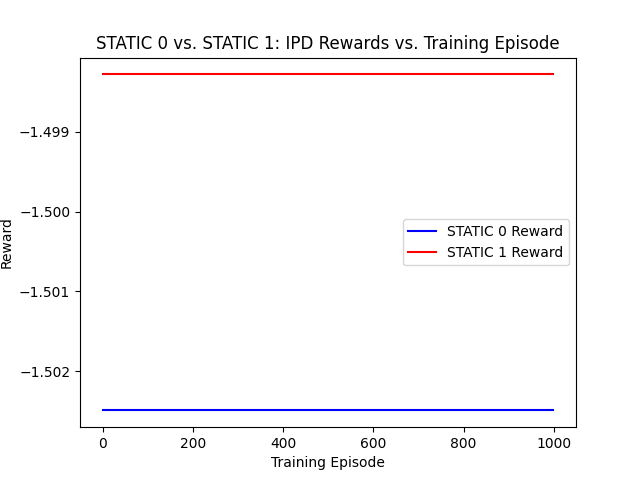 STATIC 0 vs. STATIC 1: IPD Rewards vs. Training Episode
−1.499
−1.500
−1.501
−1.502
Reward
STATIC 0 Reward
STATIC 1 Reward
0
200
400
600
800
1000
Training Episode